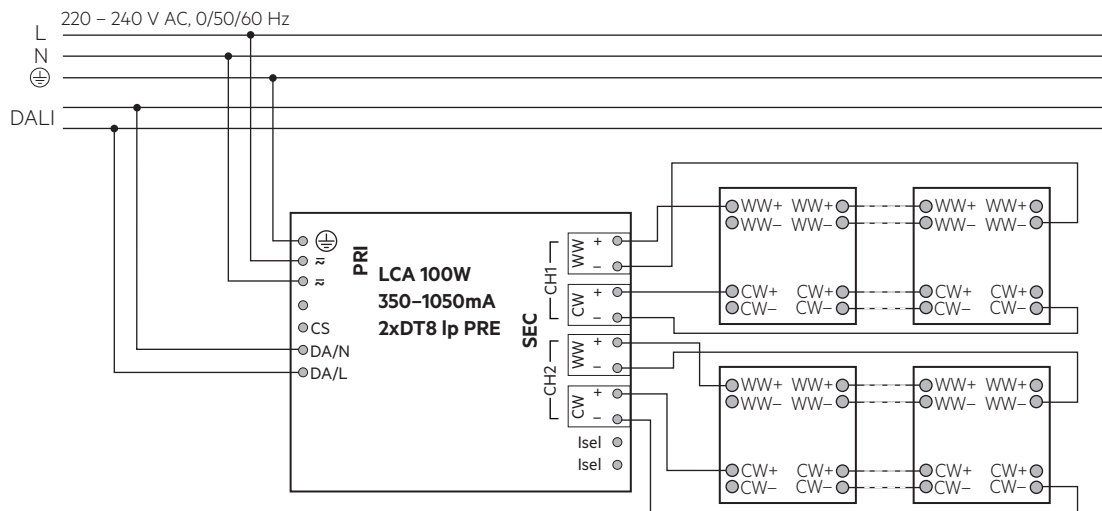 220 – 240 V AC, 0/50/60 Hz
L
N
DALI
PRI
≂
≂
CS
DA/N
DA/L
LCA 100W
350–1050mA
2xDT8 lp PRE
SEC
CH1
WW + –
CW + –
CH2
WW + –
CW + –
Isel
Isel
WW+ WW+ WW+ WW+
WW– WW– WW– WW–
CW+ CW+ CW+ CW+
CW– CW– CW– CW–
WW+ WW+ WW+ WW+
WW– WW– WW– WW–
CW+ CW+ CW+ CW+
CW– CW– CW– CW–